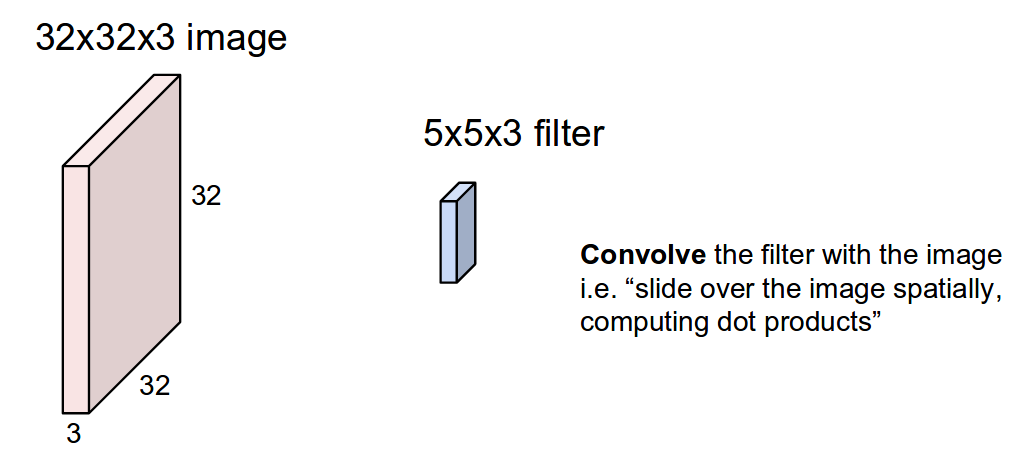 32x32x3 image
5x5x3 filter
32
Convolve the filter with the image
i.e. “slide over the image spatially,
computing dot products”
32
3